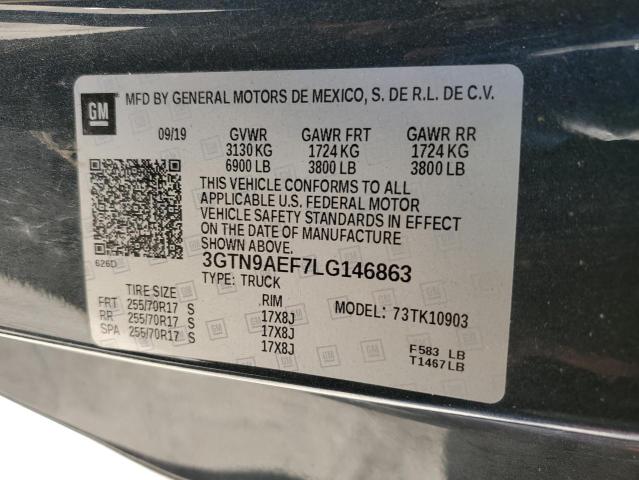 GM
MFD BY GENERAL MOTORS DE MEXICO, S. DE R.L. DE C.V.
09/19 GVWR GAWR FRT GAWR RR
3130 KG 1724 KG 1724 KG
6900 LB 3800 LB 3800 LB
THIS VEHICLE CONFORMS TO ALL
APPLICABLE U.S. FEDERAL MOTOR
VEHICLE SAFETY STANDARDS IN EFFECT
ON THE DATE OF MANUFACTURE
SHOWN ABOVE.
626D
3GTN9AEF7LG146863
TYPE: TRUCK
TIRE SIZE RIM MODEL: 73TK10903
FRT 255/70R17 S 17X8J
RR 255/70R17 S 17X8J
SPA 255/70R17 S 17X8J
F583 LB
T1467LB